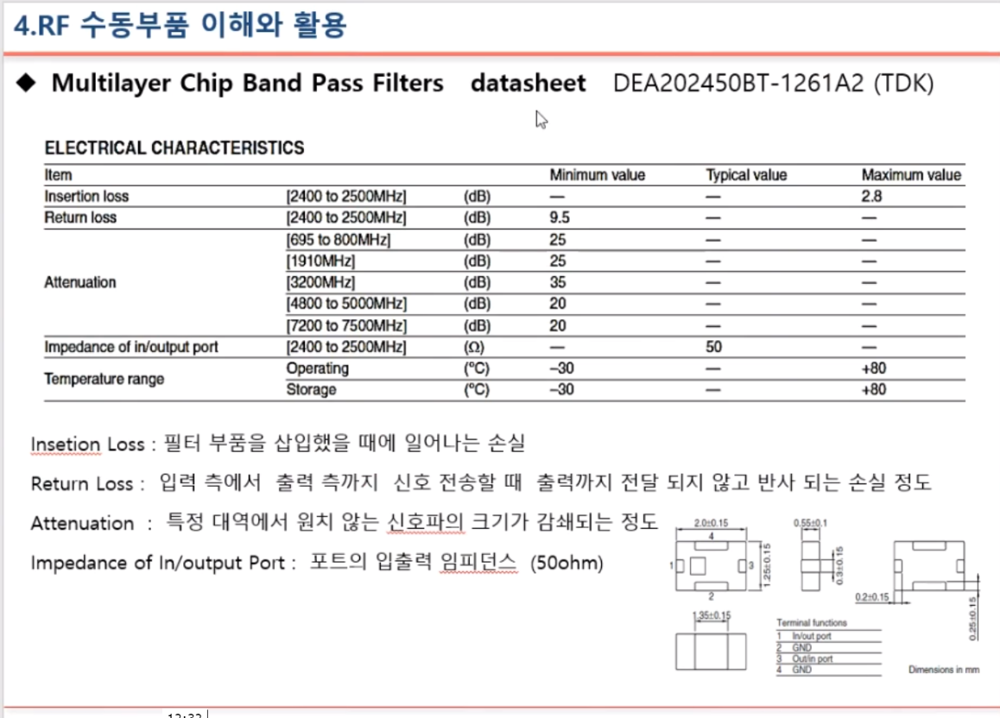 4.RF 수동부품 이해와 활용
◆ Multilayer Chip Band Pass Filters datasheet DEA202450BT-1261A2 (TDK)
ELECTRICAL CHARACTERISTICS
Item Minimum value Typical value Maximum value
Insertion loss [2400 to 2500MHz] (dB) — — 2.8
Return loss [2400 to 2500MHz] (dB) 9.5 — —
[695 to 800MHz] (dB) 25 — —
[1910MHz] (dB) 25 — —
Attenuation [3200MHz] (dB) 35 — —
[4800 to 5000MHz] (dB) 20 — —
[7200 to 7500MHz] (dB) 20 — —
Impedance of in/output port [2400 to 2500MHz] (Ω) — 50 —
Temperature range
Operating (°C) –30 — +80
Storage (°C) –30 — +80
Insetion Loss : 필터 부품을 삽입했을 때에 일어나는 손실
Return Loss : 입력 측에서 출력 측까지 신호 전송할 때 출력까지 전달 되지 않고 반사 되는 손실 정도
Attenuation : 특정 대역에서 원치 않는 신호파의 크기가 감쇄되는 정도
Impedance of In/output Port : 포트의 입출력 임피던스 (50ohm)
2.0±0.15
4
1
3
2
1.25±0.15
0.55±0.1
0.3±0.15
0.2±0.15
0.25±0.15
1.35±0.15
Terminal functions
1 In/out port
2 GND
3 Out/in port
4 GND
Dimensions in mm